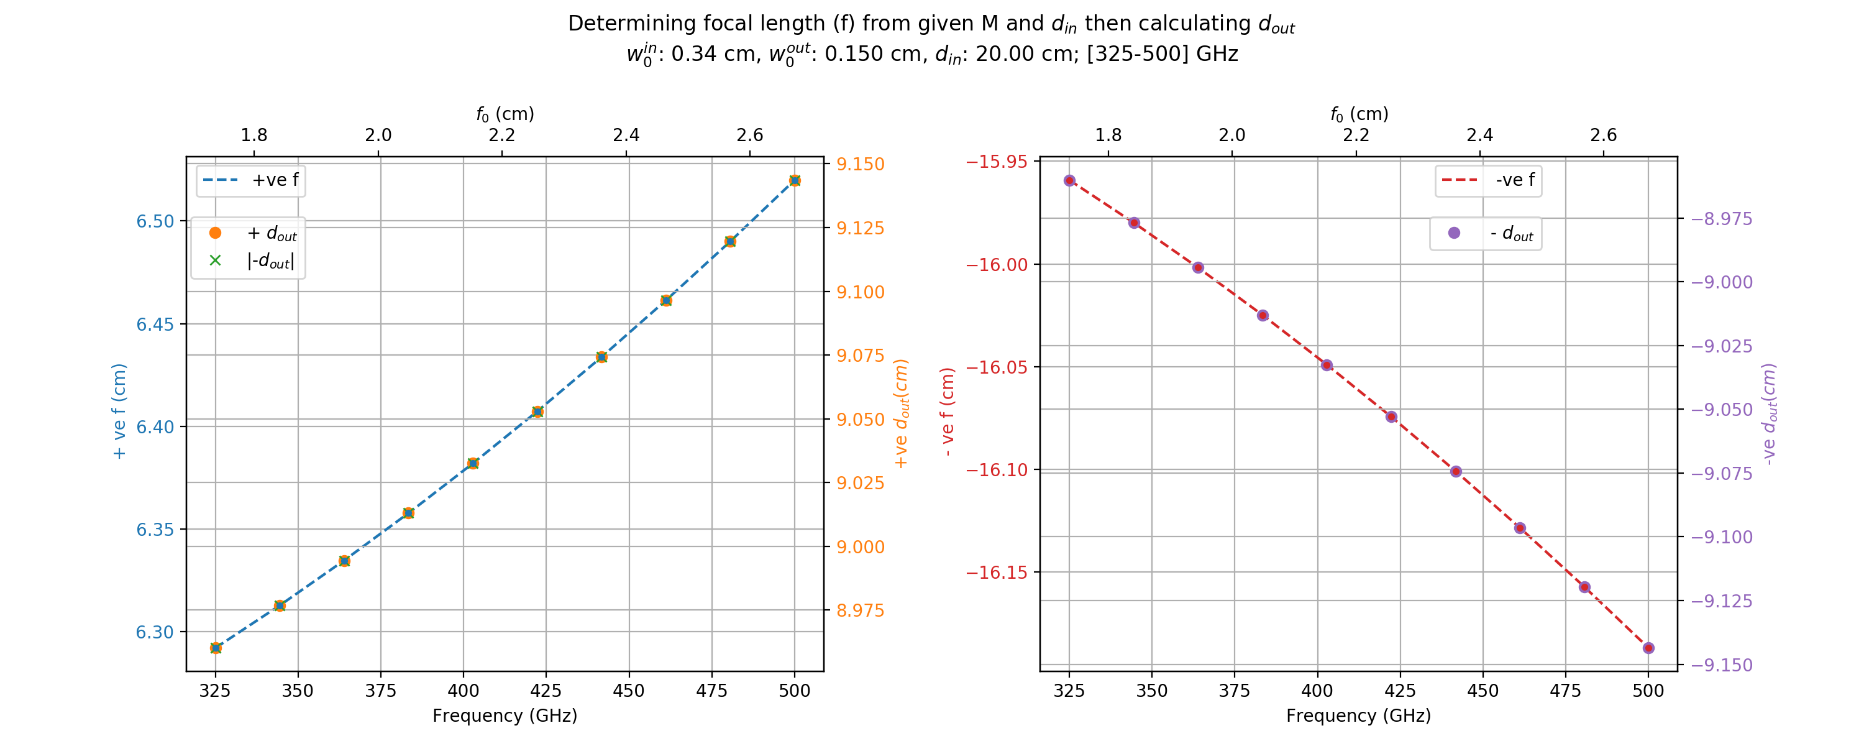 Determining focal length (f) from given M and d_in then calculating d_out
w_0^in: 0.34 cm, w_0^out: 0.150 cm, d_in: 20.00 cm; [325-500] GHz
f_0 (cm)
1.8 2.0 2.2 2.4 2.6
+ve f
+ d_out
|-d_out|
+ ve f (cm)
6.50
6.45
6.40
6.35
6.30
9.150
9.125
9.100
9.075
9.050
9.025
9.000
8.975
+ve d_out(cm)
325 350 375 400 425 450 475 500
Frequency (GHz)
f_0 (cm)
1.8 2.0 2.2 2.4 2.6
-ve f
- d_out
- ve f (cm)
−15.95
−16.00
−16.05
−16.10
−16.15
−8.975
−9.000
−9.025
−9.050
−9.075
−9.100
−9.125
−9.150
-ve d_out(cm)
325 350 375 400 425 450 475 500
Frequency (GHz)